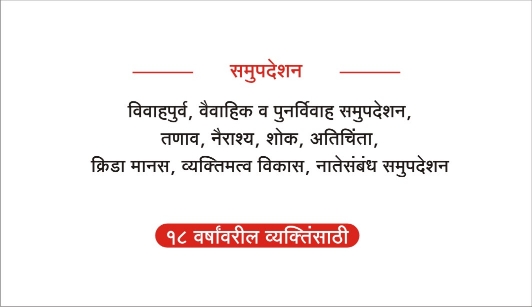 समुपदेशन
विवाहपुर्व, वैवाहिक व पुनर्विवाह समुपदेशन,
तणाव, नैराश्य, शोक, अतिचिंता,
क्रिडा मानस, व्यक्तिमत्व विकास, नातेसंबंध समुपदेशन
१८ वर्षांवरील व्यक्तिंसाठी